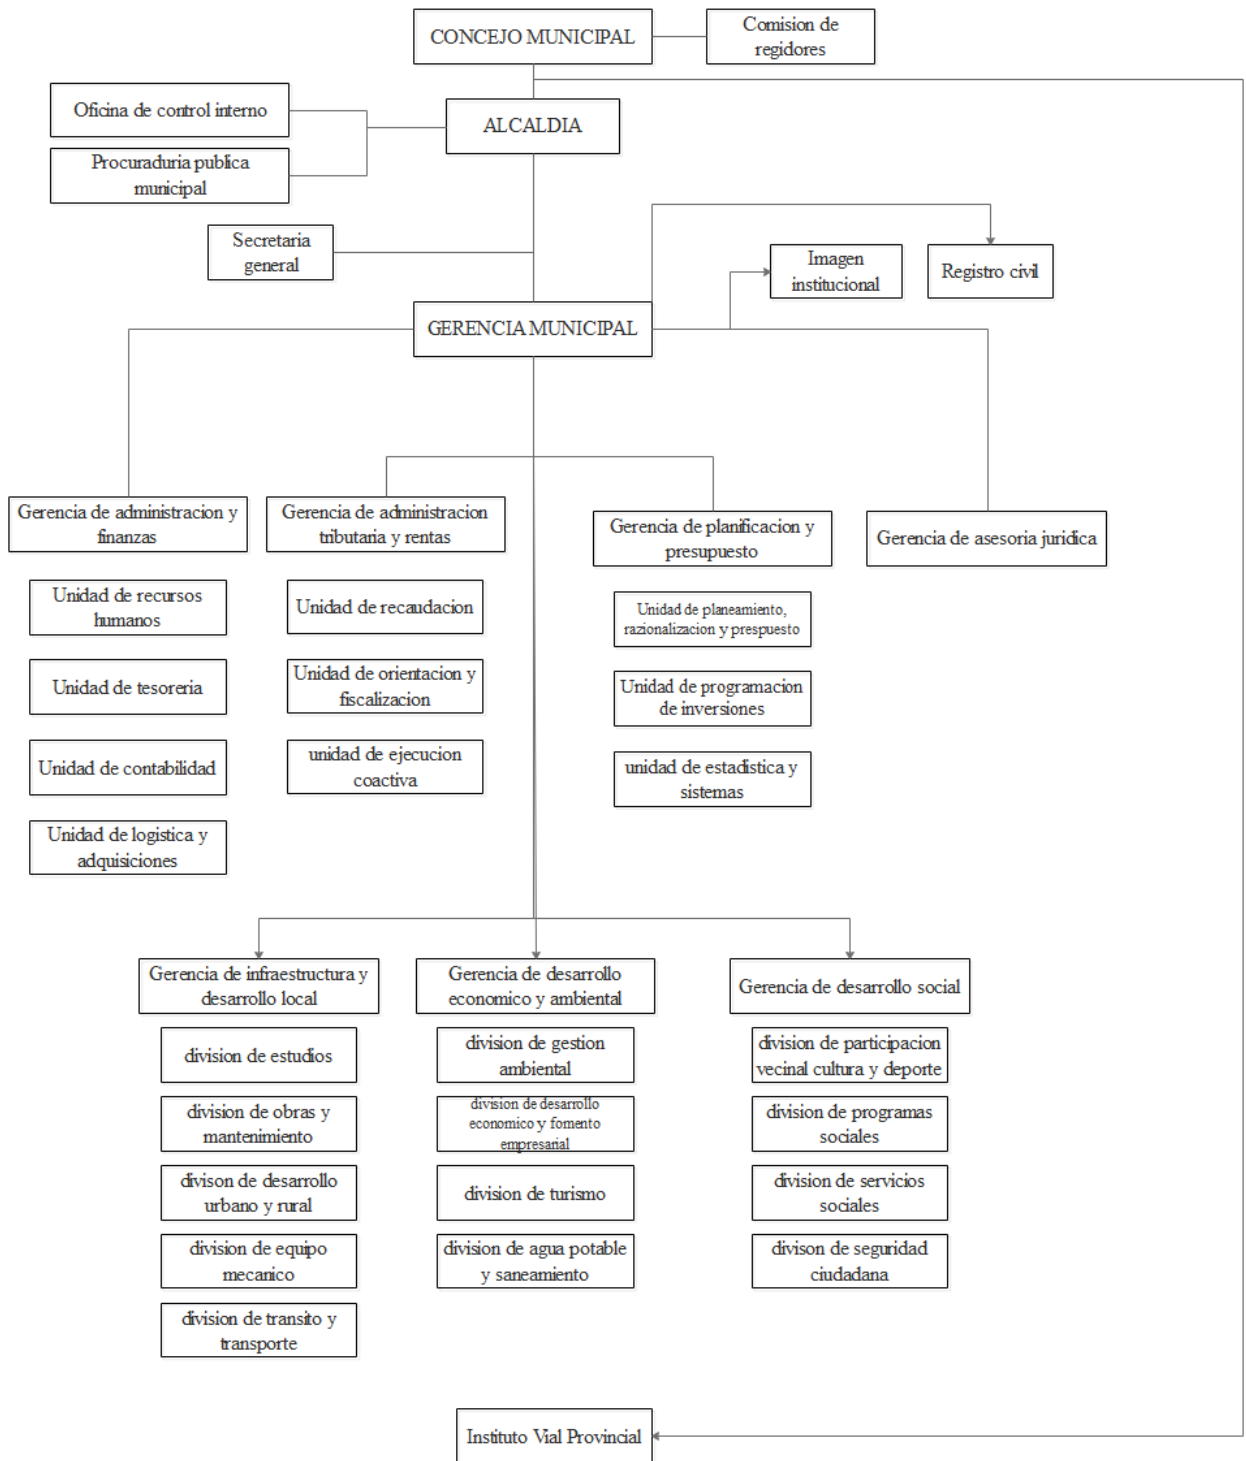 CONCEJO MUNICIPAL
Comision de
regidores
Oficina de control interno
ALCALDIA
Procuraduria publica
municipal
Secretaria
general
Imagen
institucional
Registro civil
GERENCIA MUNICIPAL
Gerencia de administracion y
finanzas
Gerencia de administracion
tributaria y rentas
Gerencia de planificacion y
presupuesto
Gerencia de asesoria juridica
Unidad de recursos
humanos
Unidad de tesoreria
Unidad de contabilidad
Unidad de logistica y
adquisiciones
Unidad de recaudacion
Unidad de orientacion y
fiscalizacion
unidad de ejecucion
coactiva
Unidad de planeamiento,
razionalizacion y prespuesto
Unidad de programacion
de inversiones
unidad de estadistica y
sistemas
Gerencia de infraestructura y
desarrollo local
division de estudios
division de obras y
mantenimiento
divison de desarrollo
urbano y rural
division de equipo
mecanico
division de transito y
transporte
Gerencia de desarrollo
economico y ambiental
division de gestion
ambiental
division de desarrollo
economico y fomento
empresarial
division de turismo
division de agua potable
y saneamiento
Gerencia de desarrollo social
division de participacion
vecinal cultura y deporte
division de programas
sociales
division de servicios
sociales
divison de seguridad
ciudadana
Instituto Vial Provincial